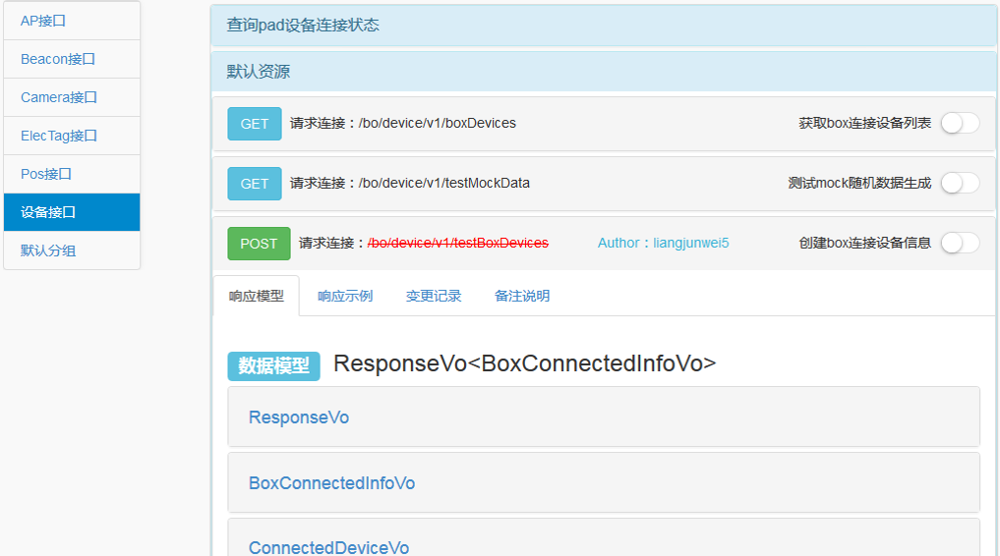 AP接口
Beacon接口
Camera接口
ElecTag接口
Pos接口
设备接口
默认分组
查询pad设备连接状态
默认资源
GET 请求连接：/bo/device/v1/boxDevices 获取box连接设备列表
GET 请求连接：/bo/device/v1/testMockData 测试mock随机数据生成
POST 请求连接：/bo/device/v1/testBoxDevices Author：liangjunwei5 创建box连接设备信息
响应模型 响应示例 变更记录 备注说明
数据模型 ResponseVo<BoxConnectedInfoVo>
ResponseVo
BoxConnectedInfoVo
ConnectedDeviceVo